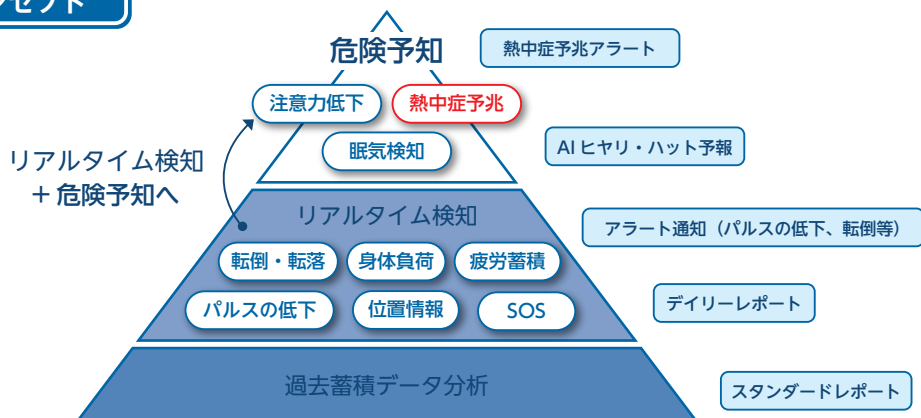 セプト
危険予知
熱中症予兆アラート
注意力低下
熱中症予兆
眠気検知
AI ヒヤリ・ハット予報
リアルタイム検知
+ 危険予知へ
リアルタイム検知
アラート通知（パルスの低下、転倒等）
転倒・転落
身体負荷
疲労蓄積
パルスの低下
位置情報
SOS
デイリーレポート
過去蓄積データ分析
スタンダードレポート